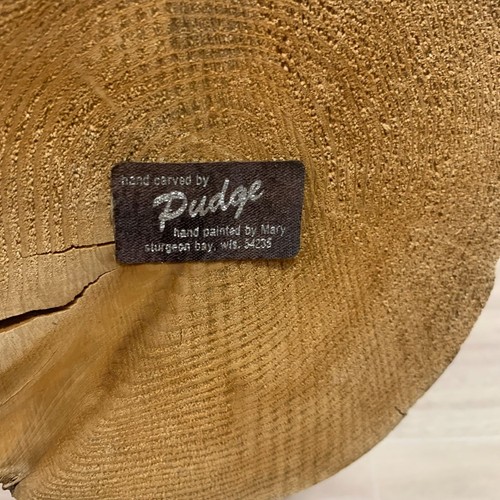 hand carved by
Pudge
hand painted by Mary
sturgeon bay, wis. 54235